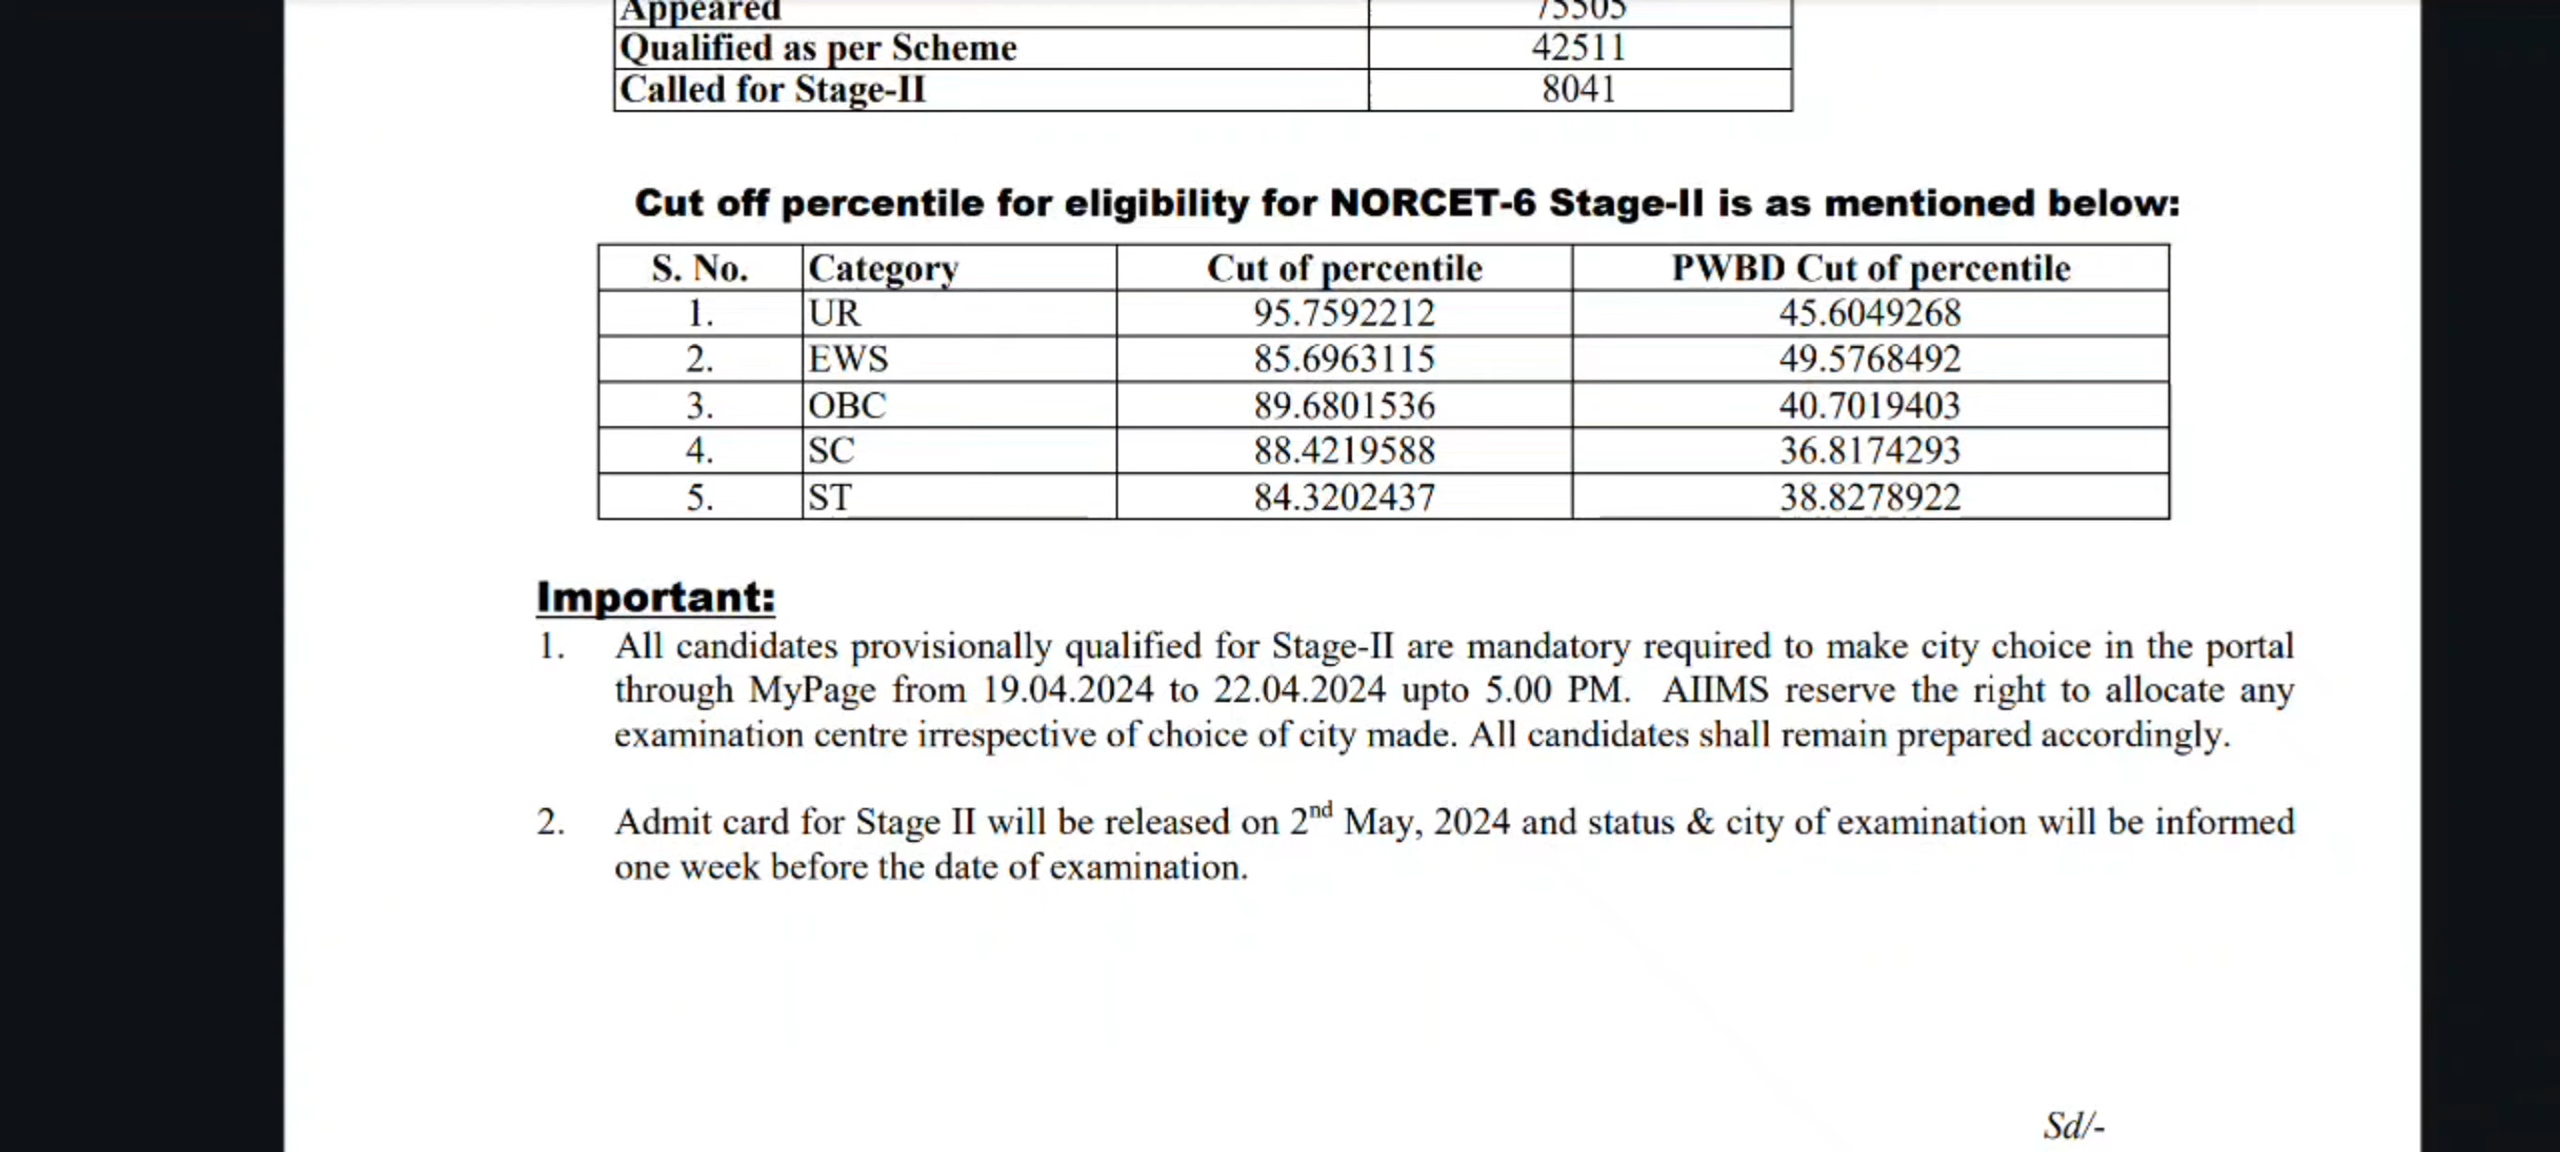 Appeared 75505
Qualified as per Scheme 42511
Called for Stage-II 8041
Cut off percentile for eligibility for NORCET-6 Stage-II is as mentioned below:
S. No. Category Cut of percentile PWBD Cut of percentile
1. UR 95.7592212 45.6049268
2. EWS 85.6963115 49.5768492
3. OBC 89.6801536 40.7019403
4. SC 88.4219588 36.8174293
5. ST 84.3202437 38.8278922
Important:
1. All candidates provisionally qualified for Stage-II are mandatory required to make city choice in the portal
through MyPage from 19.04.2024 to 22.04.2024 upto 5.00 PM. AIIMS reserve the right to allocate any
examination centre irrespective of choice of city made. All candidates shall remain prepared accordingly.
2. Admit card for Stage II will be released on 2nd May, 2024 and status & city of examination will be informed
one week before the date of examination.
Sd/-